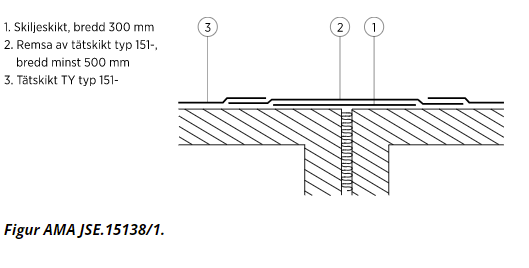 1. Skiljeskikt, bredd 300 mm
2. Remsa av tätskikt typ 151-,
bredd minst 500 mm
3. Tätskikt TY typ 151-
3 2 1
Figur AMA JSE.15138/1.